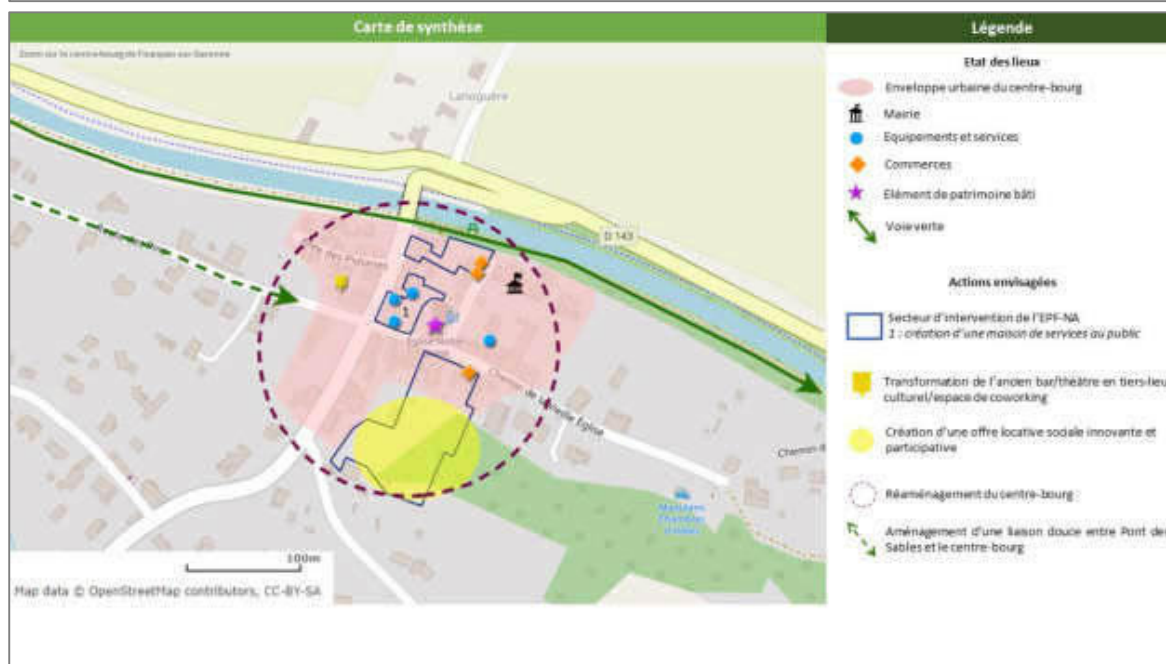 Carte de synthèse
Légende
Zoom sur le centre-bourg de Fourques-sur-Garonne
Etat des lieux
Enveloppe urbaine du centre-bourg
Mairie
Equipements et services
Commerces
Elément de patrimoine bâti
Voie verte
Actions envisagées
Secteur d'intervention de l'EPF-NA
1 : création d'une maison de services au public
Transformation de l'ancien bar/théâtre en tiers-lieu
culturel/espace de coworking
Création d'une offre locative sociale innovante et
participative
Réaménagement du centre-bourg
Aménagement d'une liaison douce entre Pont des
Sables et le centre-bourg
D 143
1
Chemin de la Vieille Église
Chemin d
100m
Map data © OpenStreetMap contributors, CC-BY-SA